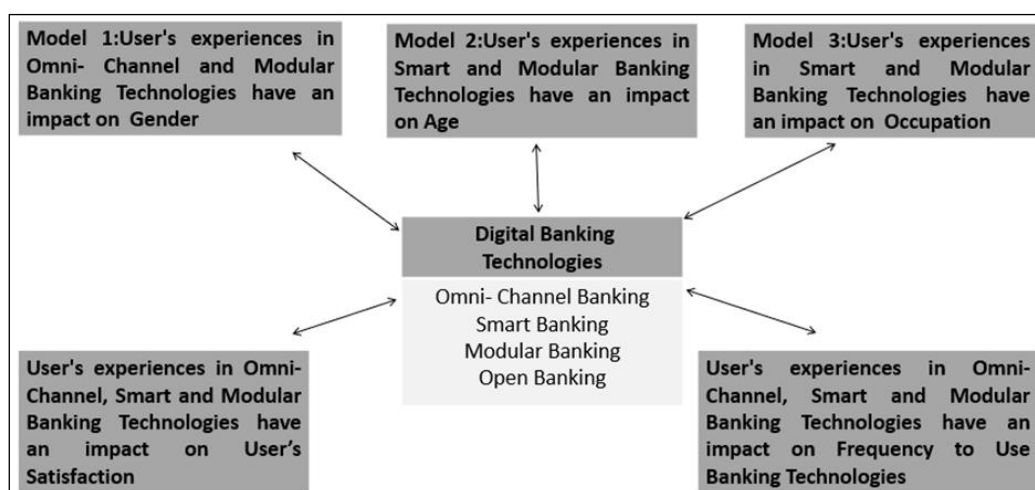 Model 1:User's experiences in
Omni- Channel and Modular
Banking Technologies have an
impact on Gender
Model 2:User's experiences in
Smart and Modular Banking
Technologies have an impact
on Age
Model 3:User's experiences
in Smart and Modular
Banking Technologies have
an impact on Occupation
Digital Banking
Technologies
Omni- Channel Banking
Smart Banking
Modular Banking
Open Banking
User's experiences in Omni-
Channel, Smart and Modular
Banking Technologies have
an impact on User’s
Satisfaction
User's experiences in Omni-
Channel, Smart and Modular
Banking Technologies have an
impact on Frequency to Use
Banking Technologies